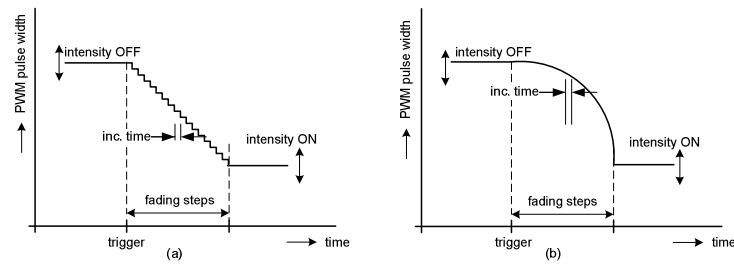 PWM pulse width
intensity OFF
inc. time
intensity ON
fading steps
trigger
time
(a)
PWM pulse width
intensity OFF
inc. time
intensity ON
fading steps
trigger
time
(b)